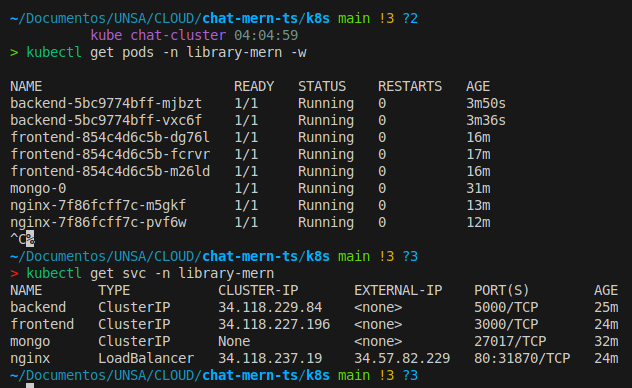 ~/Documentos/UNSA/CLOUD/chat-mern-ts/k8s main !3 ?2
kube chat-cluster 04:04:59
> kubectl get pods -n library-mern -w
NAME READY STATUS RESTARTS AGE
backend-5bc9774bff-mjbzt 1/1 Running 0 3m50s
backend-5bc9774bff-vxc6f 1/1 Running 0 3m36s
frontend-854c4d6c5b-dg76l 1/1 Running 0 16m
frontend-854c4d6c5b-fcrvr 1/1 Running 0 17m
frontend-854c4d6c5b-m26ld 1/1 Running 0 16m
mongo-0 1/1 Running 0 31m
nginx-7f86fcff7c-m5gkf 1/1 Running 0 13m
nginx-7f86fcff7c-pvf6w 1/1 Running 0 12m
^C%
~/Documentos/UNSA/CLOUD/chat-mern-ts/k8s main !3 ?3
> kubectl get svc -n library-mern
NAME TYPE CLUSTER-IP EXTERNAL-IP PORT(S) AGE
backend ClusterIP 34.118.229.84 <none> 5000/TCP 25m
frontend ClusterIP 34.118.227.196 <none> 3000/TCP 24m
mongo ClusterIP None <none> 27017/TCP 32m
nginx LoadBalancer 34.118.237.19 34.57.82.229 80:31870/TCP 24m
~/Documentos/UNSA/CLOUD/chat-mern-ts/k8s main !3 ?3